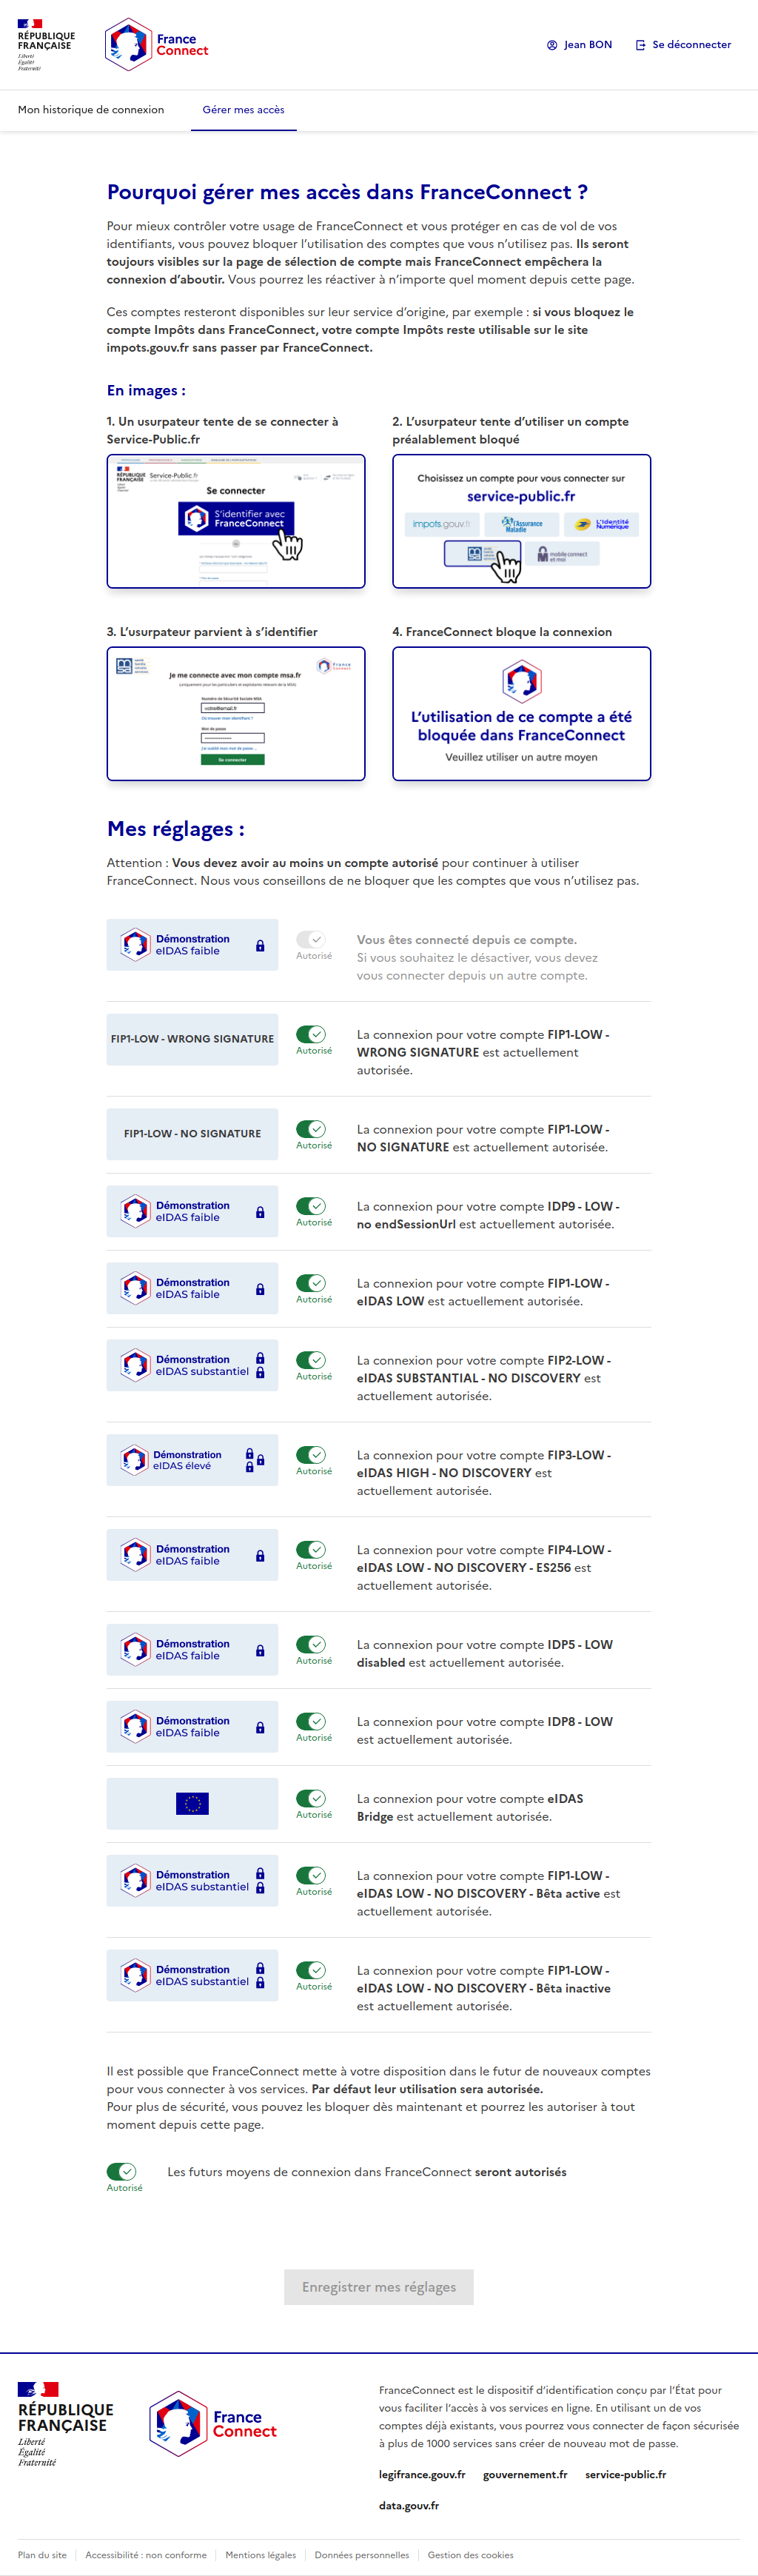 RÉPUBLIQUE
FRANÇAISE
Liberté
Égalité
Fraternité
France
Connect
Jean BON
Se déconnecter
Mon historique de connexion
Gérer mes accès
Pourquoi gérer mes accès dans FranceConnect ?
Pour mieux contrôler votre usage de FranceConnect et vous protéger en cas de vol de vos
identifiants, vous pouvez bloquer l’utilisation des comptes que vous n’utilisez pas. Ils seront
toujours visibles sur la page de sélection de compte mais FranceConnect empêchera la
connexion d’aboutir. Vous pourrez les réactiver à n’importe quel moment depuis cette page.
Ces comptes resteront disponibles sur leur service d’origine, par exemple : si vous bloquez le
compte Impôts dans FranceConnect, votre compte Impôts reste utilisable sur le site
impots.gouv.fr sans passer par FranceConnect.
En images :
1. Un usurpateur tente de se connecter à
Service-Public.fr
RÉPUBLIQUE
FRANÇAISE
Service-Public.fr
Se connecter
S’identifier avec
FranceConnect
2. L’usurpateur tente d’utiliser un compte
préalablement bloqué
Choisissez un compte pour vous connecter sur
service-public.fr
impots.gouv.fr
l’Assurance
Maladie
L’Identité
Numérique
mobileconnect
et moi
3. L’usurpateur parvient à s’identifier
Je me connecte avec mon compte msa.fr
Numéro de Sécurité Sociale MSA
votre@email.fr
Mot de passe
Se connecter
4. FranceConnect bloque la connexion
L’utilisation de ce compte a été
bloquée dans FranceConnect
Veuillez utiliser un autre moyen
Mes réglages :
Attention : Vous devez avoir au moins un compte autorisé pour continuer à utiliser
FranceConnect. Nous vous conseillons de ne bloquer que les comptes que vous n’utilisez pas.
Démonstration
eIDAS faible
Autorisé
Vous êtes connecté depuis ce compte.
Si vous souhaitez le désactiver, vous devez
vous connecter depuis un autre compte.
FIP1-LOW - WRONG SIGNATURE
Autorisé
La connexion pour votre compte FIP1-LOW -
WRONG SIGNATURE est actuellement
autorisée.
FIP1-LOW - NO SIGNATURE
Autorisé
La connexion pour votre compte FIP1-LOW -
NO SIGNATURE est actuellement autorisée.
Démonstration
eIDAS faible
Autorisé
La connexion pour votre compte IDP9 - LOW -
no endSessionUrl est actuellement autorisée.
Démonstration
eIDAS faible
Autorisé
La connexion pour votre compte FIP1-LOW -
eIDAS LOW est actuellement autorisée.
Démonstration
eIDAS substantiel
Autorisé
La connexion pour votre compte FIP2-LOW -
eIDAS SUBSTANTIAL - NO DISCOVERY est
actuellement autorisée.
Démonstration
eIDAS élevé
Autorisé
La connexion pour votre compte FIP3-LOW -
eIDAS HIGH - NO DISCOVERY est
actuellement autorisée.
Démonstration
eIDAS faible
Autorisé
La connexion pour votre compte FIP4-LOW -
eIDAS LOW - NO DISCOVERY - ES256 est
actuellement autorisée.
Démonstration
eIDAS faible
Autorisé
La connexion pour votre compte IDP5 - LOW
disabled est actuellement autorisée.
Démonstration
eIDAS faible
Autorisé
La connexion pour votre compte IDP8 - LOW
est actuellement autorisée.
Autorisé
La connexion pour votre compte eIDAS
Bridge est actuellement autorisée.
Démonstration
eIDAS substantiel
Autorisé
La connexion pour votre compte FIP1-LOW -
eIDAS LOW - NO DISCOVERY - Bêta active est
actuellement autorisée.
Démonstration
eIDAS substantiel
Autorisé
La connexion pour votre compte FIP1-LOW -
eIDAS LOW - NO DISCOVERY - Bêta inactive
est actuellement autorisée.
Il est possible que FranceConnect mette à votre disposition dans le futur de nouveaux comptes
pour vous connecter à vos services. Par défaut leur utilisation sera autorisée.
Pour plus de sécurité, vous pouvez les bloquer dès maintenant et pourrez les autoriser à tout
moment depuis cette page.
Autorisé
Les futurs moyens de connexion dans FranceConnect seront autorisés
Enregistrer mes réglages
RÉPUBLIQUE
FRANÇAISE
Liberté
Égalité
Fraternité
France
Connect
FranceConnect est le dispositif d’identification conçu par l’État pour
vous faciliter l’accès à vos services en ligne. En utilisant un de vos
comptes déjà existants, vous pourrez vous connecter de façon sécurisée
à plus de 1000 services sans créer de nouveau mot de passe.
legifrance.gouv.fr
gouvernement.fr
service-public.fr
data.gouv.fr
Plan du site
Accessibilité : non conforme
Mentions légales
Données personnelles
Gestion des cookies